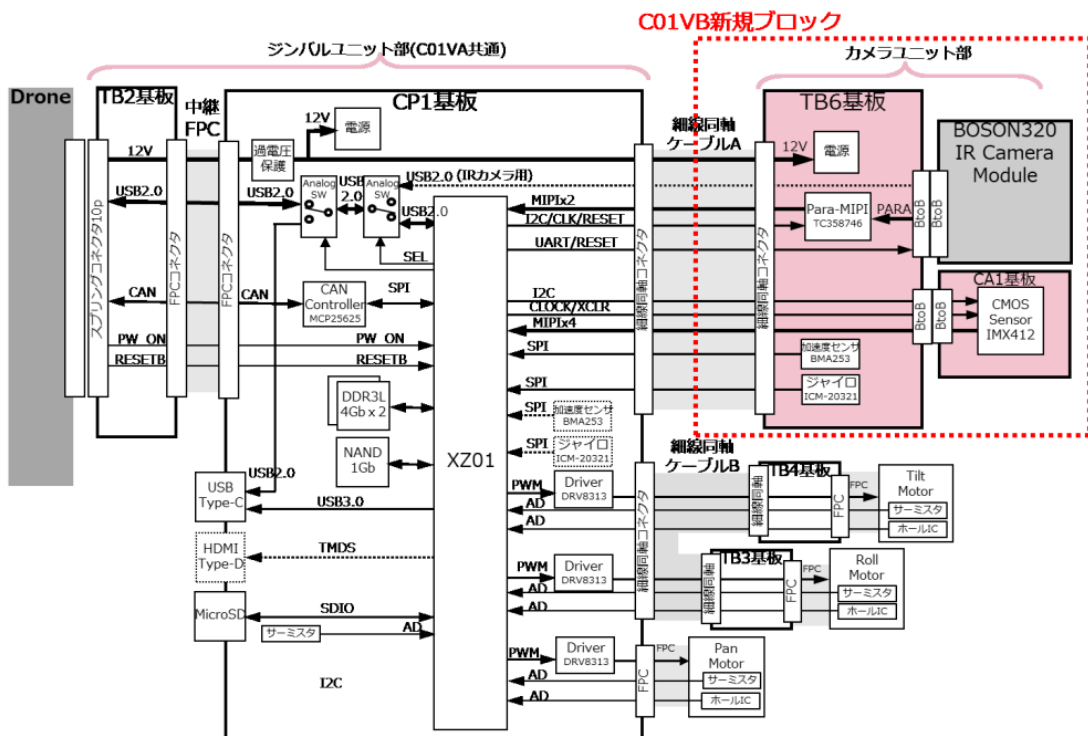 C01VB新規ブロック
ジンバルユニット部(C01VA共通)
カメラユニット部
Drone
TB2基板
中継
FPC
CP1基板
細線同軸
ケーブルA
TB6基板
BOSON320
IR Camera
Module
12V
過電圧
保護
12V
電源
12V
電源
USB2.0
USB2.0
Analog
SW
USB
2.0
Analog
SW
USB2.0 (IRカメラ用)
USB2.0
MIPIx2
I2C/CLK/RESET
Para-MIPI
TC358746
PARA
BtoB
BtoB
UART/RESET
SEL
スプリングコネクタ10p
FPCコネクタ
FPCコネクタ
細線同軸コネクタ
細線同軸コネクタ
CAN
CAN
CAN
Controller
MCP25625
SPI
I2C
CLOCK/XCLR
MIPIx4
BtoB
BtoB
CA1基板
CMOS
Sensor
IMX412
PW_ON
PW_ON
RESETB
RESETB
SPI
加速度センサ
BMA253
SPI
ジャイロ
ICM-20321
DDR3L
4Gb x 2
SPI
加速度センサ
BMA253
SPI
ジャイロ
ICM-20321
NAND
1Gb
XZ01
細線同軸
ケーブルB
USB2.0
USB
Type-C
USB3.0
PWM
Driver
DRV8313
AD
AD
細線同軸コネクタ
細線同軸
TB4基板
FPC
FPC
Tilt
Motor
サーミスタ
ホールIC
HDMI
Type-D
TMDS
PWM
Driver
DRV8313
AD
AD
細線同軸
TB3基板
FPC
FPC
Roll
Motor
サーミスタ
ホールIC
MicroSD
SDIO
サーミスタ
AD
PWM
Driver
DRV8313
AD
AD
FPC
FPC
Pan
Motor
サーミスタ
ホールIC
I2C